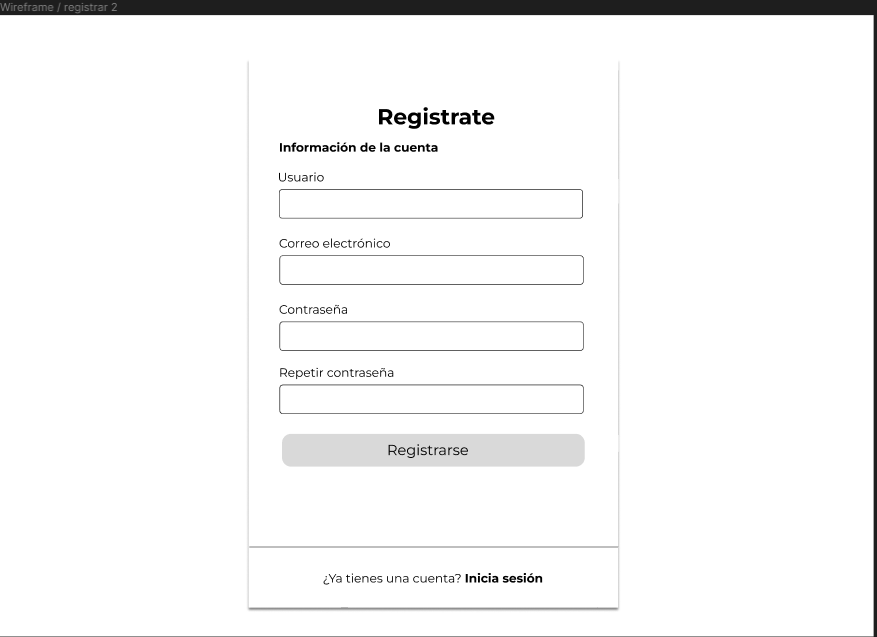 Wireframe / registrar 2
Registrate
Información de la cuenta
Usuario
Correo electrónico
Contraseña
Repetir contraseña
Registrarse
¿Ya tienes una cuenta? Inicia sesión